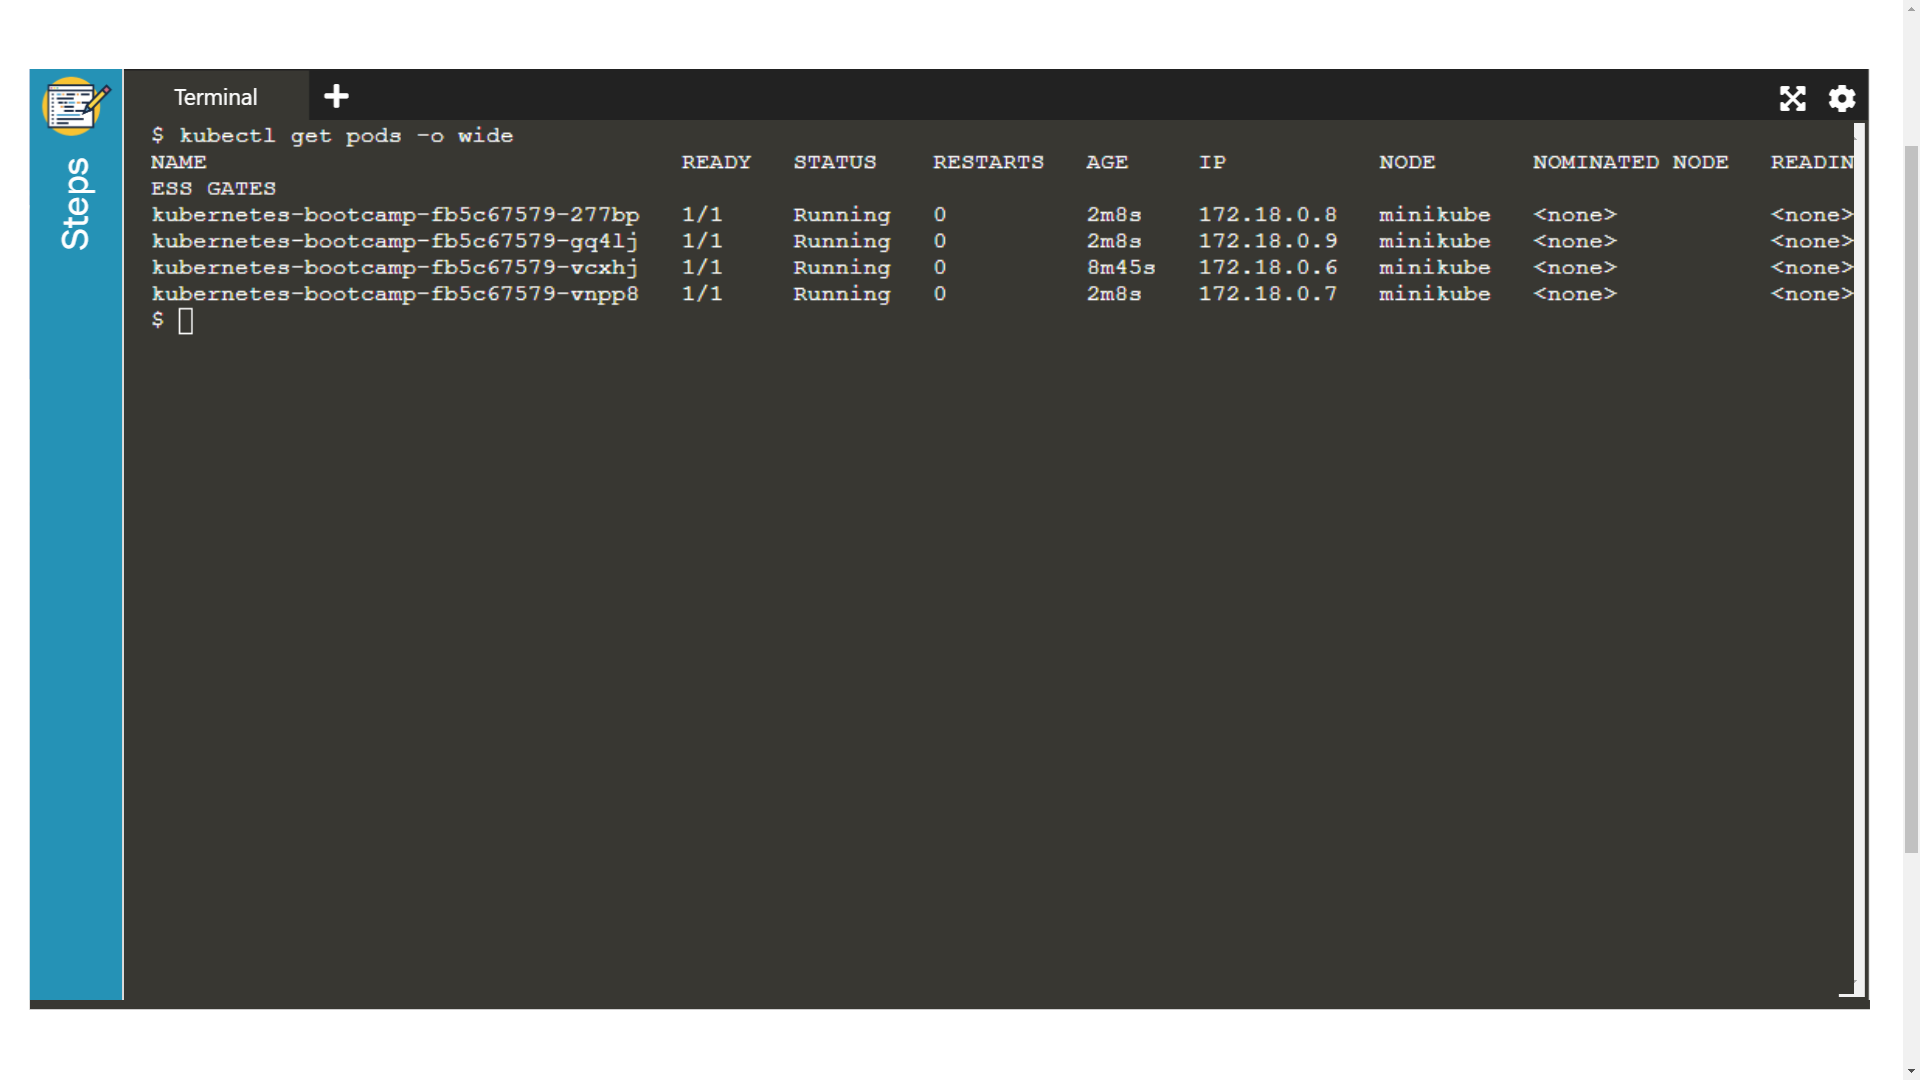 Steps
Terminal
$ kubectl get pods -o wide
NAME READY STATUS RESTARTS AGE IP NODE NOMINATED NODE READIN
ESS GATES
kubernetes-bootcamp-fb5c67579-277bp 1/1 Running 0 2m8s 172.18.0.8 minikube <none> <none>
kubernetes-bootcamp-fb5c67579-gq4lj 1/1 Running 0 2m8s 172.18.0.9 minikube <none> <none>
kubernetes-bootcamp-fb5c67579-vcxhj 1/1 Running 0 8m45s 172.18.0.6 minikube <none> <none>
kubernetes-bootcamp-fb5c67579-vnpp8 1/1 Running 0 2m8s 172.18.0.7 minikube <none> <none>
$